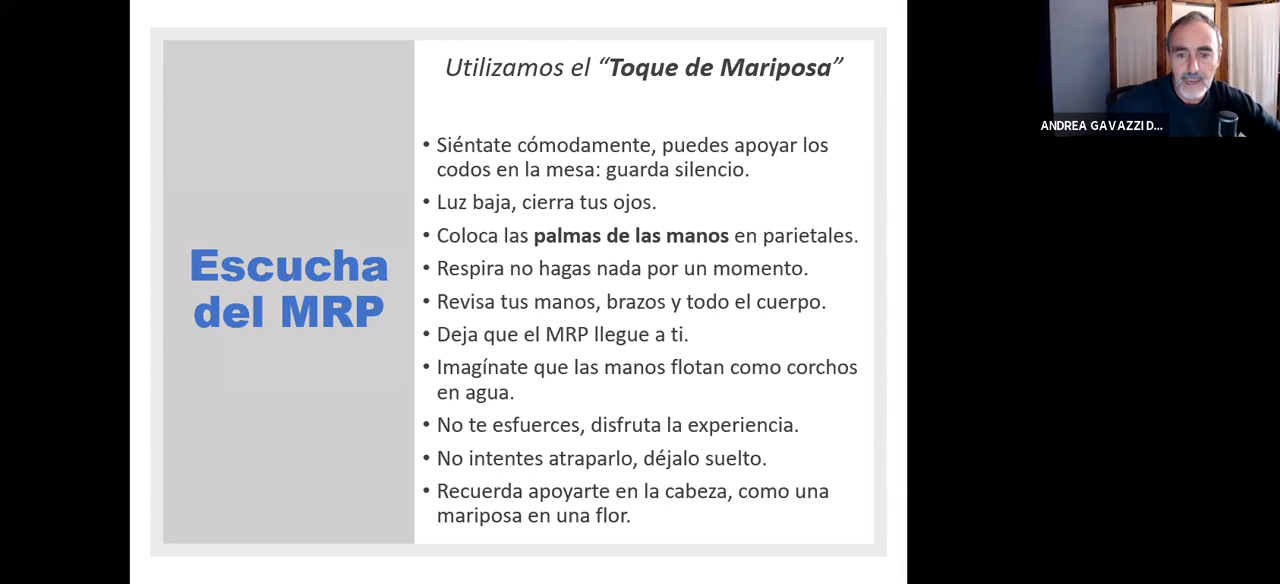 Utilizamos el “Toque de Mariposa”
Escucha
del MRP
• Siéntate cómodamente, puedes apoyar los
codos en la mesa: guarda silencio.
• Luz baja, cierra tus ojos.
• Coloca las palmas de las manos en parietales.
• Respira no hagas nada por un momento.
• Revisa tus manos, brazos y todo el cuerpo.
• Deja que el MRP llegue a ti.
• Imagínate que las manos flotan como corchos
en agua.
• No te esfuerces, disfruta la experiencia.
• No intentes atraparlo, déjalo suelto.
• Recuerda apoyarte en la cabeza, como una
mariposa en una flor.
ANDREA GAVAZZI D...